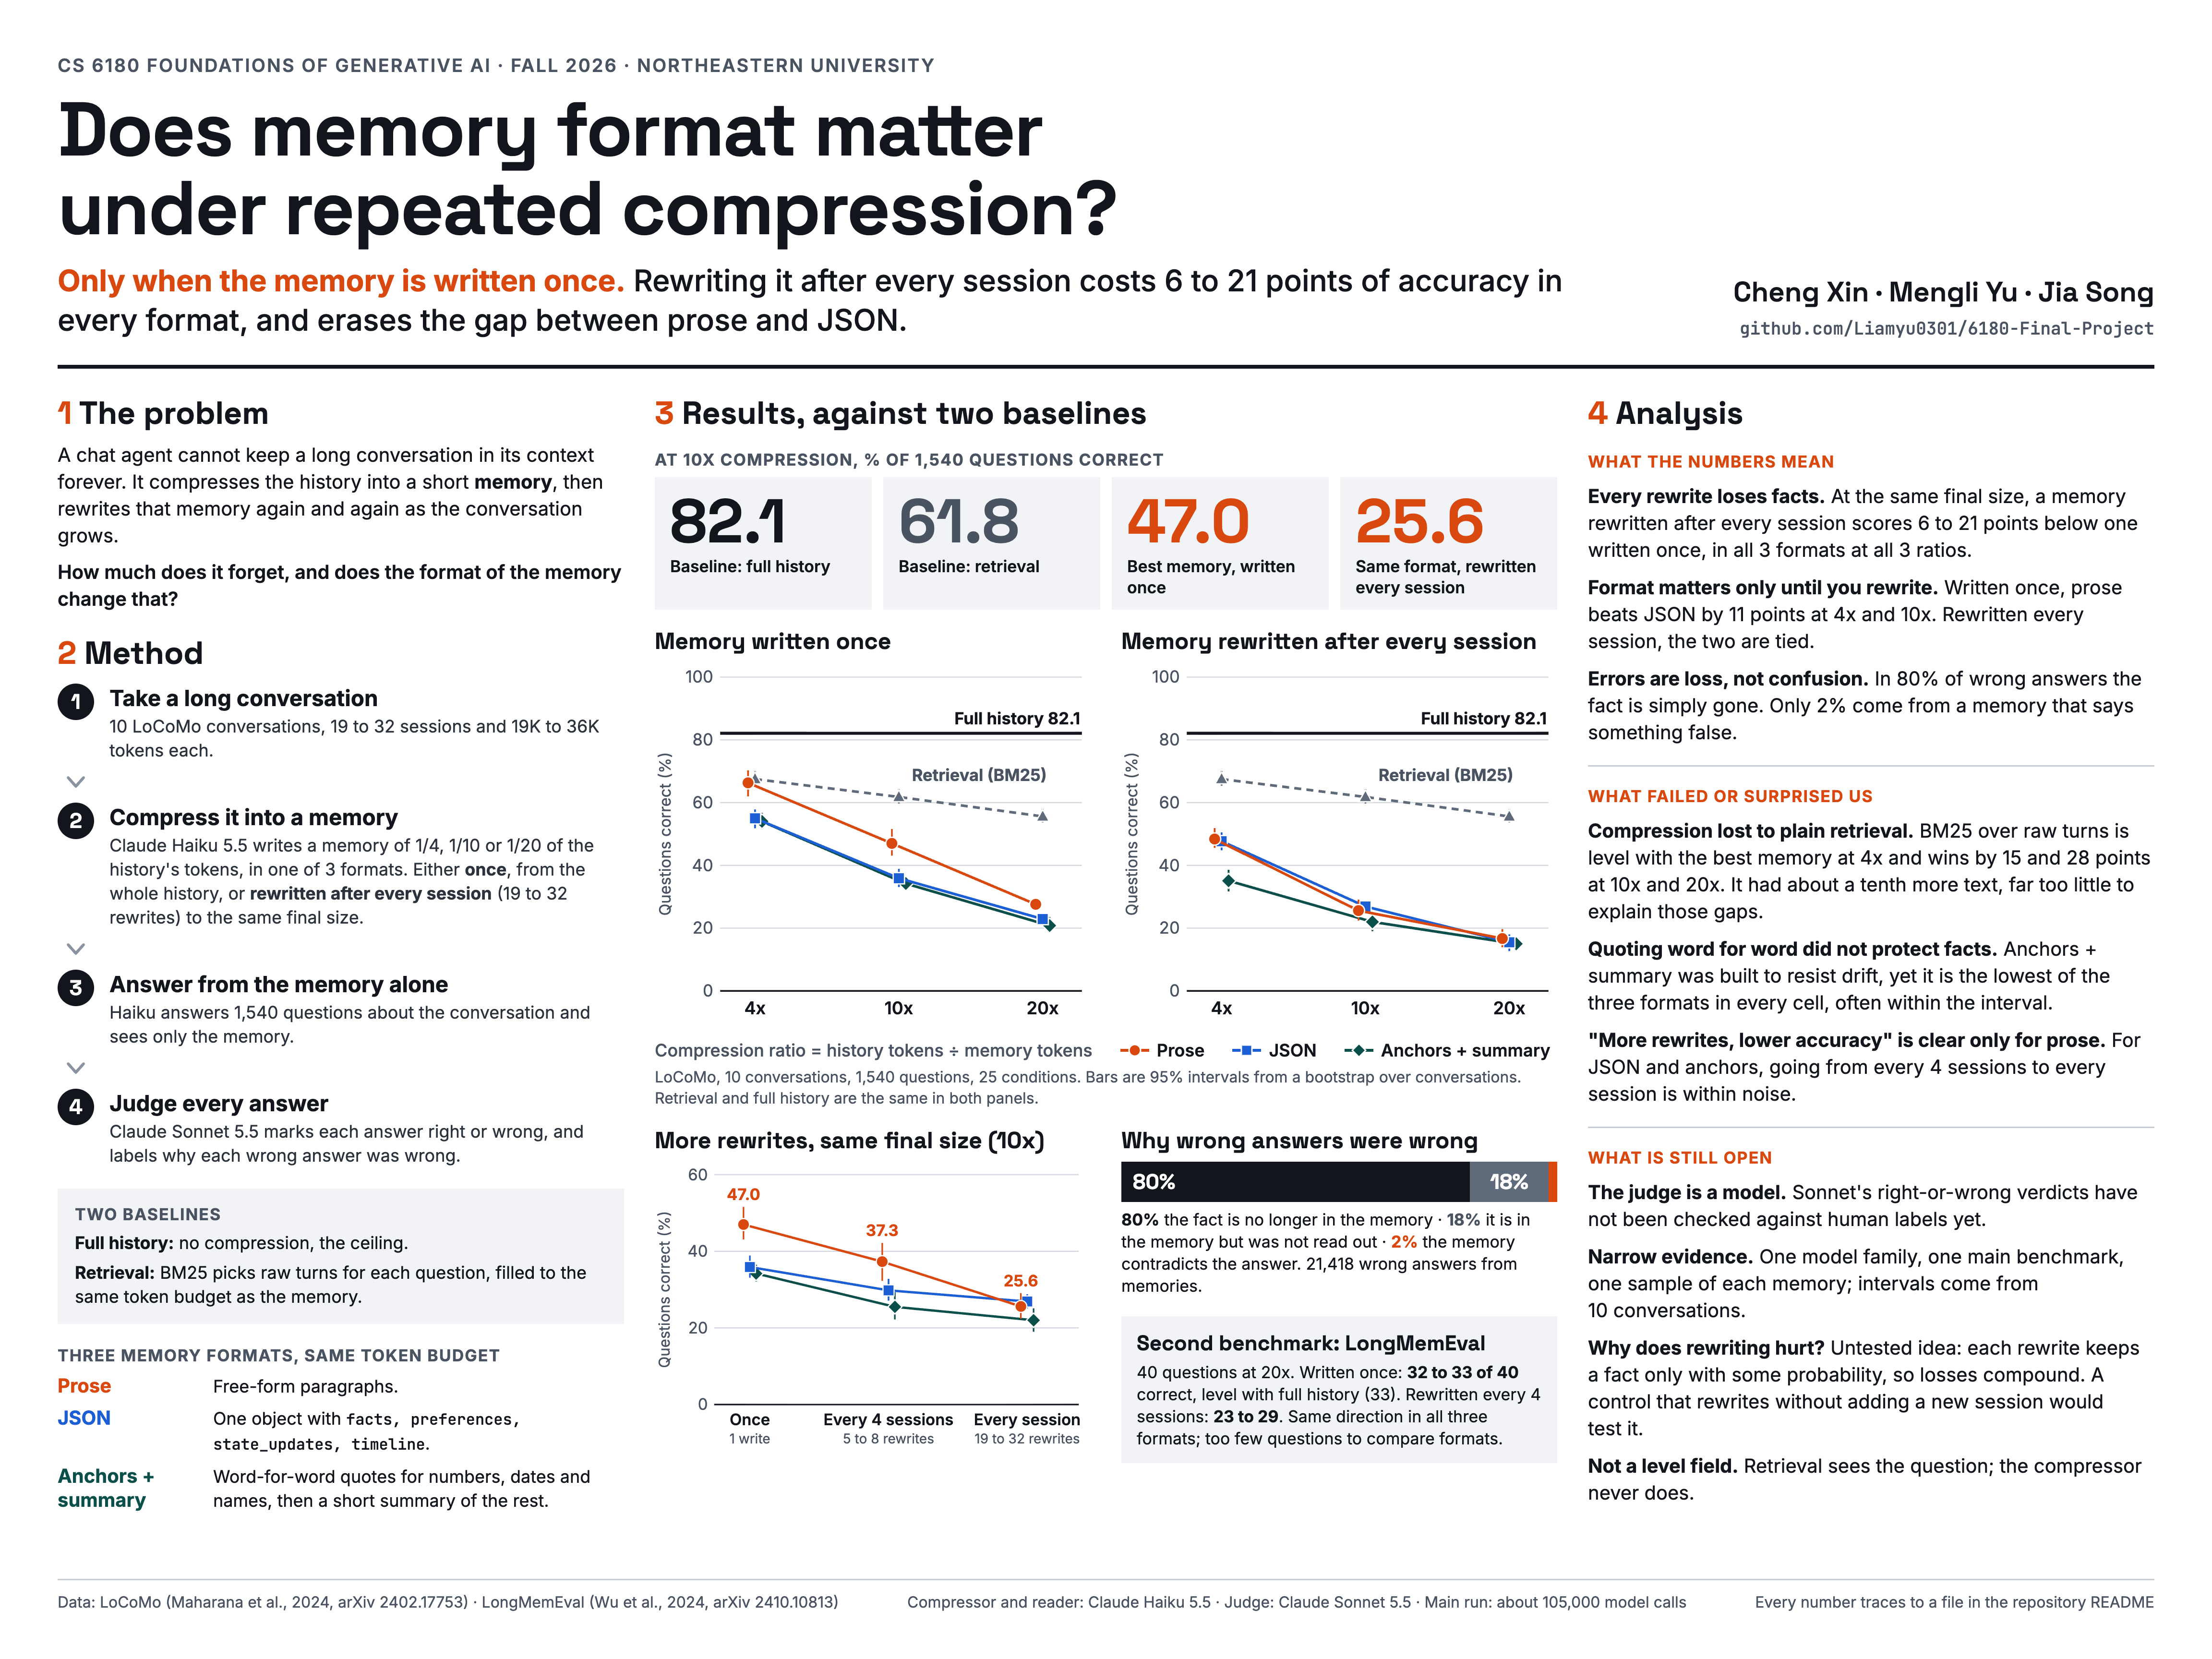 CS 6180 FOUNDATIONS OF GENERATIVE AI · FALL 2026 · NORTHEASTERN UNIVERSITY
Does memory format matter
under repeated compression?
Only when the memory is written once. Rewriting it after every session costs 6 to 21 points of accuracy in
every format, and erases the gap between prose and JSON.
Cheng Xin · Mengli Yu · Jia Song
github.com/Liamyu0301/6180-Final-Project
1 The problem
A chat agent cannot keep a long conversation in its context
forever. It compresses the history into a short memory, then
rewrites that memory again and again as the conversation
grows.
How much does it forget, and does the format of the memory
change that?
2 Method
1 Take a long conversation
10 LoCoMo conversations, 19 to 32 sessions and 19K to 36K
tokens each.
2 Compress it into a memory
Claude Haiku 5.5 writes a memory of 1/4, 1/10 or 1/20 of the
history's tokens, in one of 3 formats. Either once, from the
whole history, or rewritten after every session (19 to 32
rewrites) to the same final size.
3 Answer from the memory alone
Haiku answers 1,540 questions about the conversation and
sees only the memory.
4 Judge every answer
Claude Sonnet 5.5 marks each answer right or wrong, and
labels why each wrong answer was wrong.
TWO BASELINES
Full history: no compression, the ceiling.
Retrieval: BM25 picks raw turns for each question, filled to the
same token budget as the memory.
THREE MEMORY FORMATS, SAME TOKEN BUDGET
Prose Free-form paragraphs.
JSON One object with facts, preferences,
state_updates, timeline.
Anchors + Word-for-word quotes for numbers, dates and
summary names, then a short summary of the rest.
3 Results, against two baselines
AT 10X COMPRESSION, % OF 1,540 QUESTIONS CORRECT
82.1
Baseline: full history
61.8
Baseline: retrieval
47.0
Best memory, written
once
25.6
Same format, rewritten
every session
Memory written once
Questions correct (%)
100
80
60
40
20
0
Full history 82.1
Retrieval (BM25)
4x 10x 20x
Memory rewritten after every session
Questions correct (%)
100
80
60
40
20
0
Full history 82.1
Retrieval (BM25)
4x 10x 20x
Compression ratio = history tokens ÷ memory tokens Prose JSON Anchors + summary
LoCoMo, 10 conversations, 1,540 questions, 25 conditions. Bars are 95% intervals from a bootstrap over conversations.
Retrieval and full history are the same in both panels.
More rewrites, same final size (10x)
Questions correct (%)
60
40
20
0
47.0
37.3
25.6
Once Every 4 sessions Every session
1 write 5 to 8 rewrites 19 to 32 rewrites
Why wrong answers were wrong
80% 18%
80% the fact is no longer in the memory · 18% it is in
the memory but was not read out · 2% the memory
contradicts the answer. 21,418 wrong answers from
memories.
Second benchmark: LongMemEval
40 questions at 20x. Written once: 32 to 33 of 40
correct, level with full history (33). Rewritten every 4
sessions: 23 to 29. Same direction in all three
formats; too few questions to compare formats.
4 Analysis
WHAT THE NUMBERS MEAN
Every rewrite loses facts. At the same final size, a memory
rewritten after every session scores 6 to 21 points below one
written once, in all 3 formats at all 3 ratios.
Format matters only until you rewrite. Written once, prose
beats JSON by 11 points at 4x and 10x. Rewritten every
session, the two are tied.
Errors are loss, not confusion. In 80% of wrong answers the
fact is simply gone. Only 2% come from a memory that says
something false.
WHAT FAILED OR SURPRISED US
Compression lost to plain retrieval. BM25 over raw turns is
level with the best memory at 4x and wins by 15 and 28 points
at 10x and 20x. It had about a tenth more text, far too little to
explain those gaps.
Quoting word for word did not protect facts. Anchors +
summary was built to resist drift, yet it is the lowest of the
three formats in every cell, often within the interval.
"More rewrites, lower accuracy" is clear only for prose. For
JSON and anchors, going from every 4 sessions to every
session is within noise.
WHAT IS STILL OPEN
The judge is a model. Sonnet's right-or-wrong verdicts have
not been checked against human labels yet.
Narrow evidence. One model family, one main benchmark,
one sample of each memory; intervals come from
10 conversations.
Why does rewriting hurt? Untested idea: each rewrite keeps
a fact only with some probability, so losses compound. A
control that rewrites without adding a new session would
test it.
Not a level field. Retrieval sees the question; the compressor
never does.
Data: LoCoMo (Maharana et al., 2024, arXiv 2402.17753) · LongMemEval (Wu et al., 2024, arXiv 2410.10813)
Compressor and reader: Claude Haiku 5.5 · Judge: Claude Sonnet 5.5 · Main run: about 105,000 model calls
Every number traces to a file in the repository README